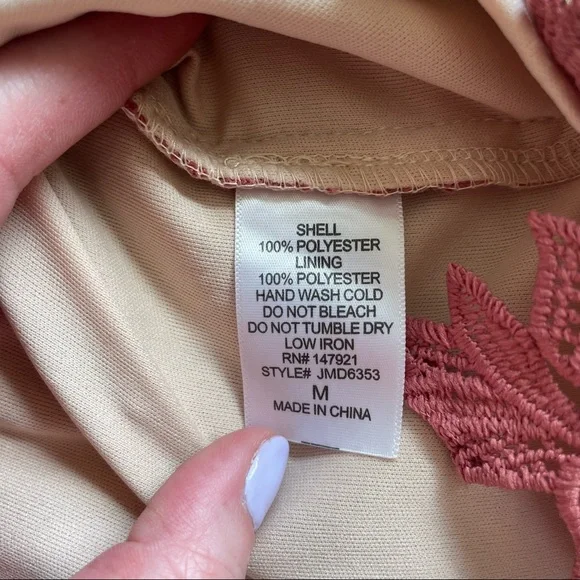 SHELL
100% POLYESTER
LINING
100% POLYESTER
HAND WASH COLD
DO NOT BLEACH
DO NOT TUMBLE DRY
LOW IRON
RN# 147921
STYLE# JMD6353
M
MADE IN CHINA